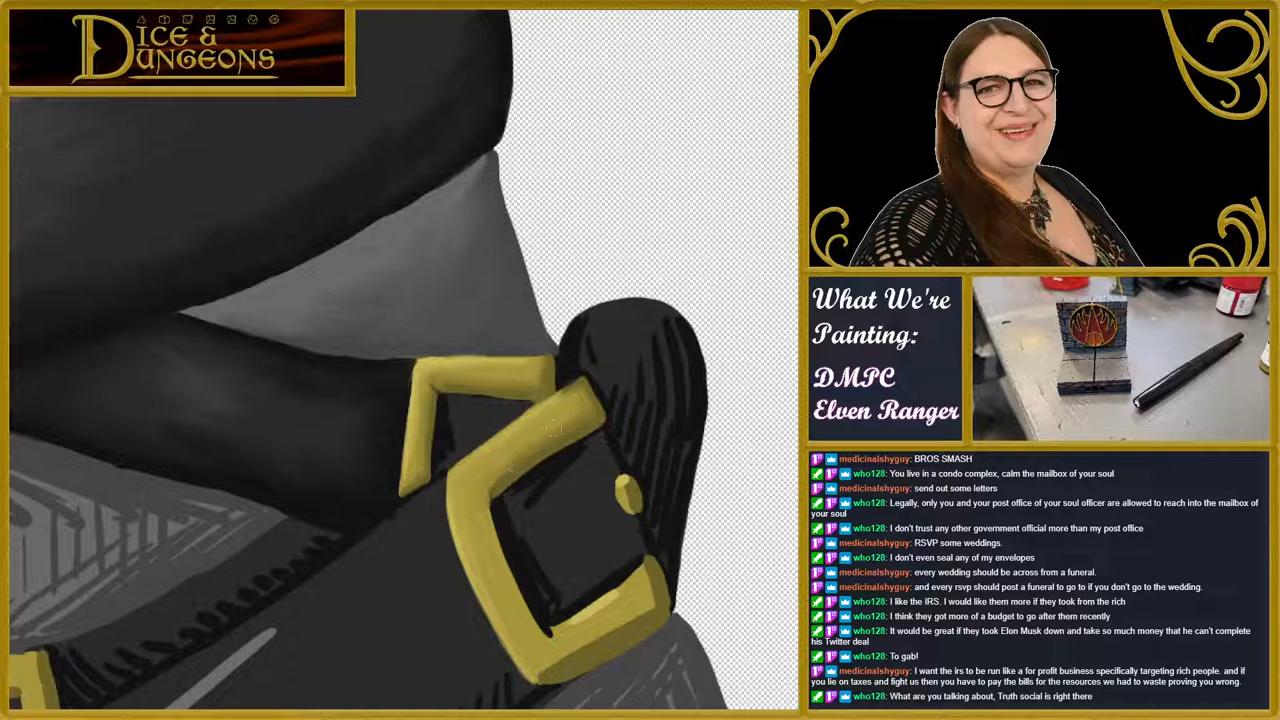 DICE &
DUNGEONS
What We're
Painting:
DMPC
Elven Ranger
medicinalshyguy: BROS SMASH
who128: You live in a condo complex, calm the mailbox of your soul
medicinalshyguy: send out some letters
who128: Legally, only you and your post office of your soul officer are allowed to reach into the mailbox of
your soul
who128: I don't trust any other government official more than my post office
medicinalshyguy: RSVP some weddings.
who128: I don't even seal any of my envelopes
medicinalshyguy: every wedding should be across from a funeral.
medicinalshyguy: and every rsvp should post a funeral to go to if you don't go to the wedding.
who128: I like the IRS. I would like them more if they took from the rich
who128: I think they got more of a budget to go after them recently
who128: It would be great if they took Elon Musk down and take so much money that he can't complete
his Twitter deal
who128: To gab!
medicinalshyguy: I want the irs to be run like a for profit business specifically targeting rich people. and if
you lie on taxes and fight us then you have to pay the bills for the resources we had to waste proving you wrong.
who128: What are you talking about, Truth social is right there